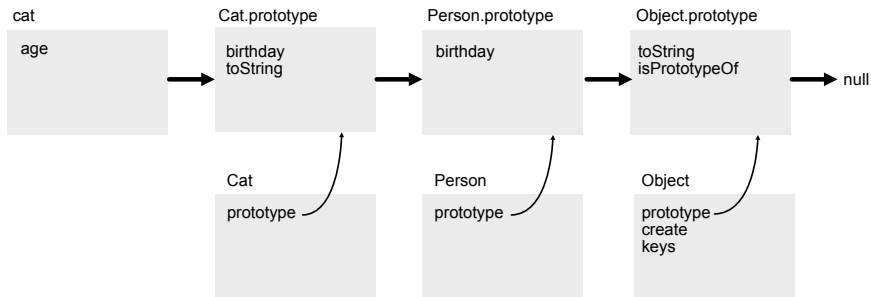 cat
Cat.prototype
Person.prototype
Object.prototype
age
birthday
toString
birthday
toString
isPrototypeOf
null
Cat
Person
Object
prototype
prototype
prototype
create
keys